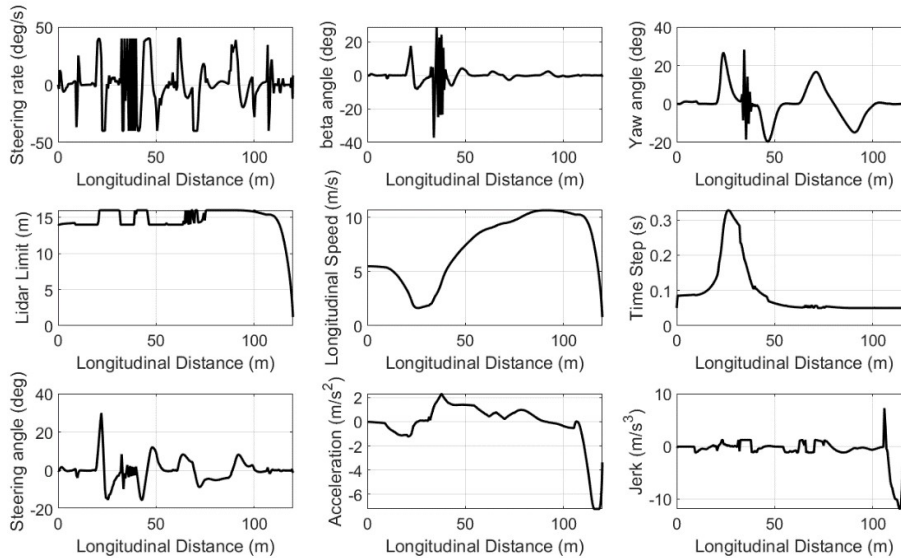 Steering rate (deg/s)
50
0
-50
0 50 100
Longitudinal Distance (m)
beta angle (deg)
20
0
-20
-40
0 50 100
Longitudinal Distance (m)
Yaw angle (deg)
40
20
0
-20
0 50 100
Longitudinal Distance (m)
Lidar Limit (m)
15
10
5
0
0 50 100
Longitudinal Distance (m)
Longitudinal Speed (m/s)
10
5
0
0 50 100
Longitudinal Distance (m)
Time Step (s)
0.3
0.2
0.1
0
0 50 100
Longitudinal Distance (m)
Steering angle (deg)
40
20
0
-20
0 50 100
Longitudinal Distance (m)
Acceleration (m/s²)
2
0
-2
-4
-6
0 50 100
Longitudinal Distance (m)
Jerk (m/s³)
10
0
-10
0 50 100
Longitudinal Distance (m)